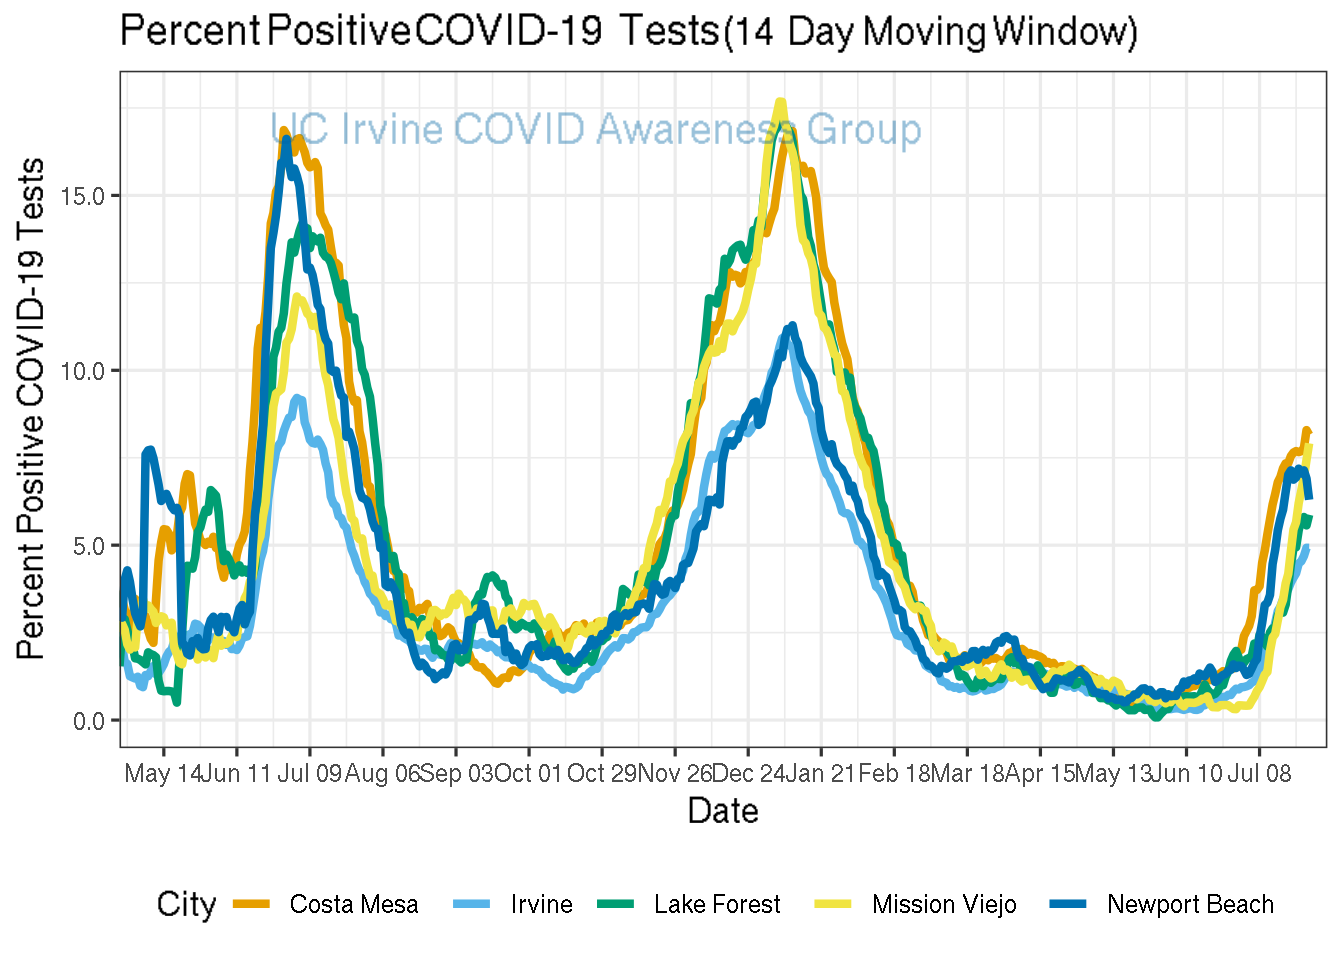 Percent Positive COVID-19 Tests (14 Day Moving Window)
UC Irvine COVID Awareness Group
Percent Positive COVID-19 Tests
15.0
10.0
5.0
0.0
May 14 Jun 11 Jul 09 Aug 06 Sep 03 Oct 01 Oct 29 Nov 26 Dec 24 Jan 21 Feb 18 Mar 18 Apr 15 May 13 Jun 10 Jul 08
Date
City Costa Mesa Irvine Lake Forest Mission Viejo Newport Beach